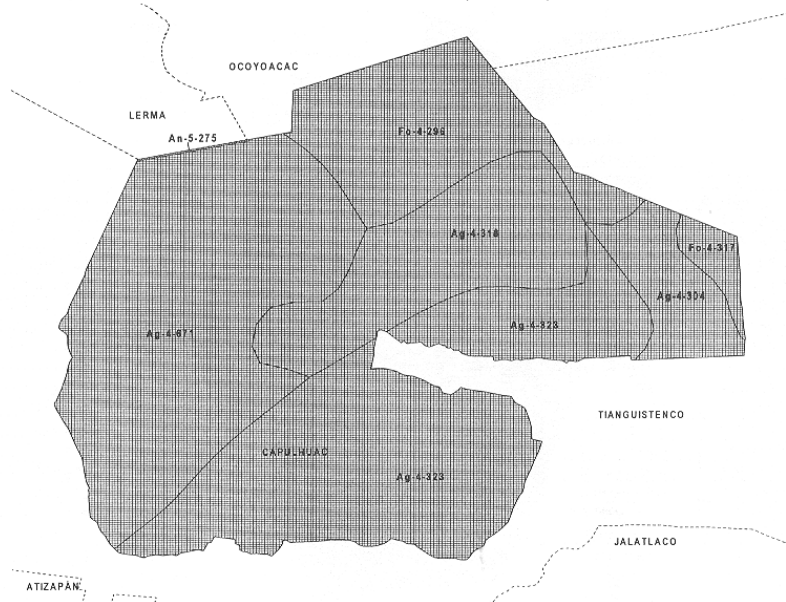 OCOYOACAC
LERMA
An-5-275
Fo-4-296
Ag-4-318
Fo-4-317
Ag-4-304
Ag-4-323
Ag-4-671
TIANGUISTENCO
CAPULHUAC
Ag-4-323
JALATLACO
ATIZAPÁN